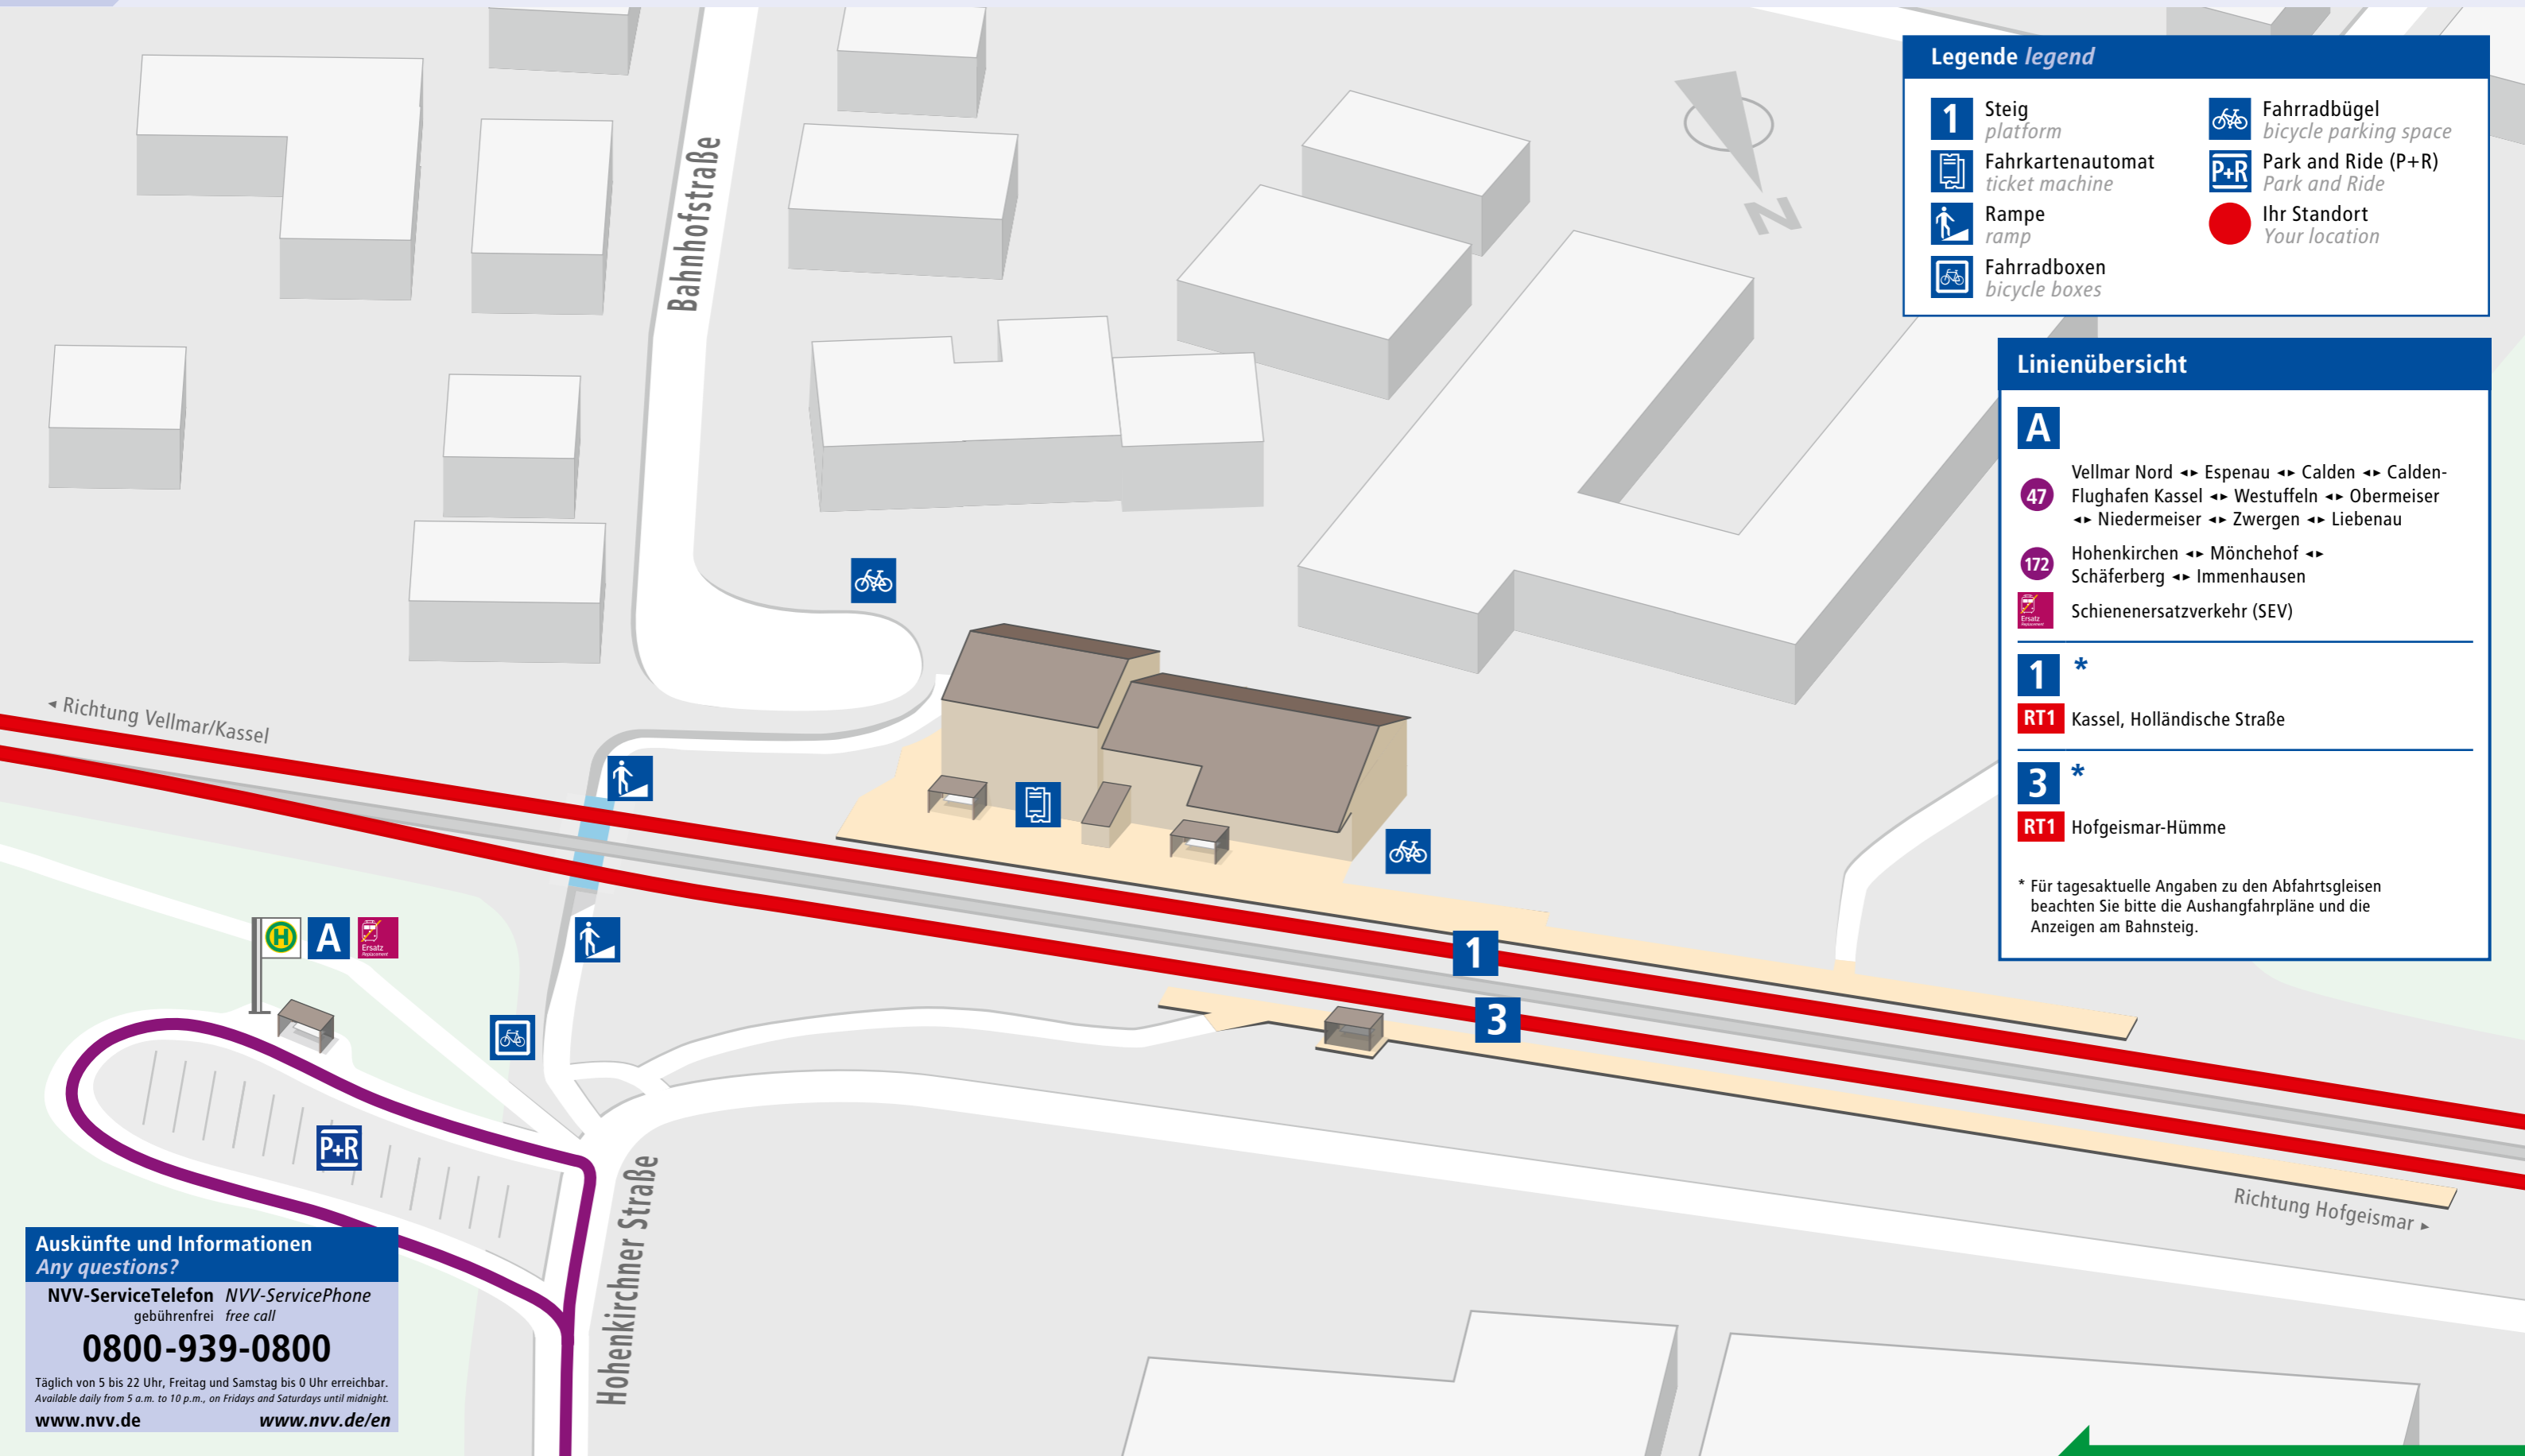 Legende legend
1 Steig
platform
Fahrkartenautomat
ticket machine
Rampe
ramp
Fahrradboxen
bicycle boxes
Fahrradbügel
bicycle parking space
P+R Park and Ride (P+R)
Park and Ride
Ihr Standort
Your location
Linienübersicht
A
47 Vellmar Nord ◂▸ Espenau ◂▸ Calden ◂▸ Calden-
Flughafen Kassel ◂▸ Westuffeln ◂▸ Obermeiser
◂▸ Niedermeiser ◂▸ Zwergen ◂▸ Liebenau
172 Hohenkirchen ◂▸ Mönchehof ◂▸
Schäferberg ◂▸ Immenhausen
Ersatz
Replacement
Schienenersatzverkehr (SEV)
1 *
RT1 Kassel, Holländische Straße
3 *
RT1 Hofgeismar-Hümme
* Für tagesaktuelle Angaben zu den Abfahrtsgleisen
beachten Sie bitte die Aushangfahrpläne und die
Anzeigen am Bahnsteig.
N
Bahnhofstraße
◂ Richtung Vellmar/Kassel
H A Ersatz
Replacement
1
3
P+R
Hohenkirchner Straße
Richtung Hofgeismar ▸
Auskünfte und Informationen
Any questions?
NVV-ServiceTelefon NVV-ServicePhone
gebührenfrei free call
0800-939-0800
Täglich von 5 bis 22 Uhr, Freitag und Samstag bis 0 Uhr erreichbar.
Available daily from 5 a.m. to 10 p.m., on Fridays and Saturdays until midnight.
www.nvv.de www.nvv.de/en